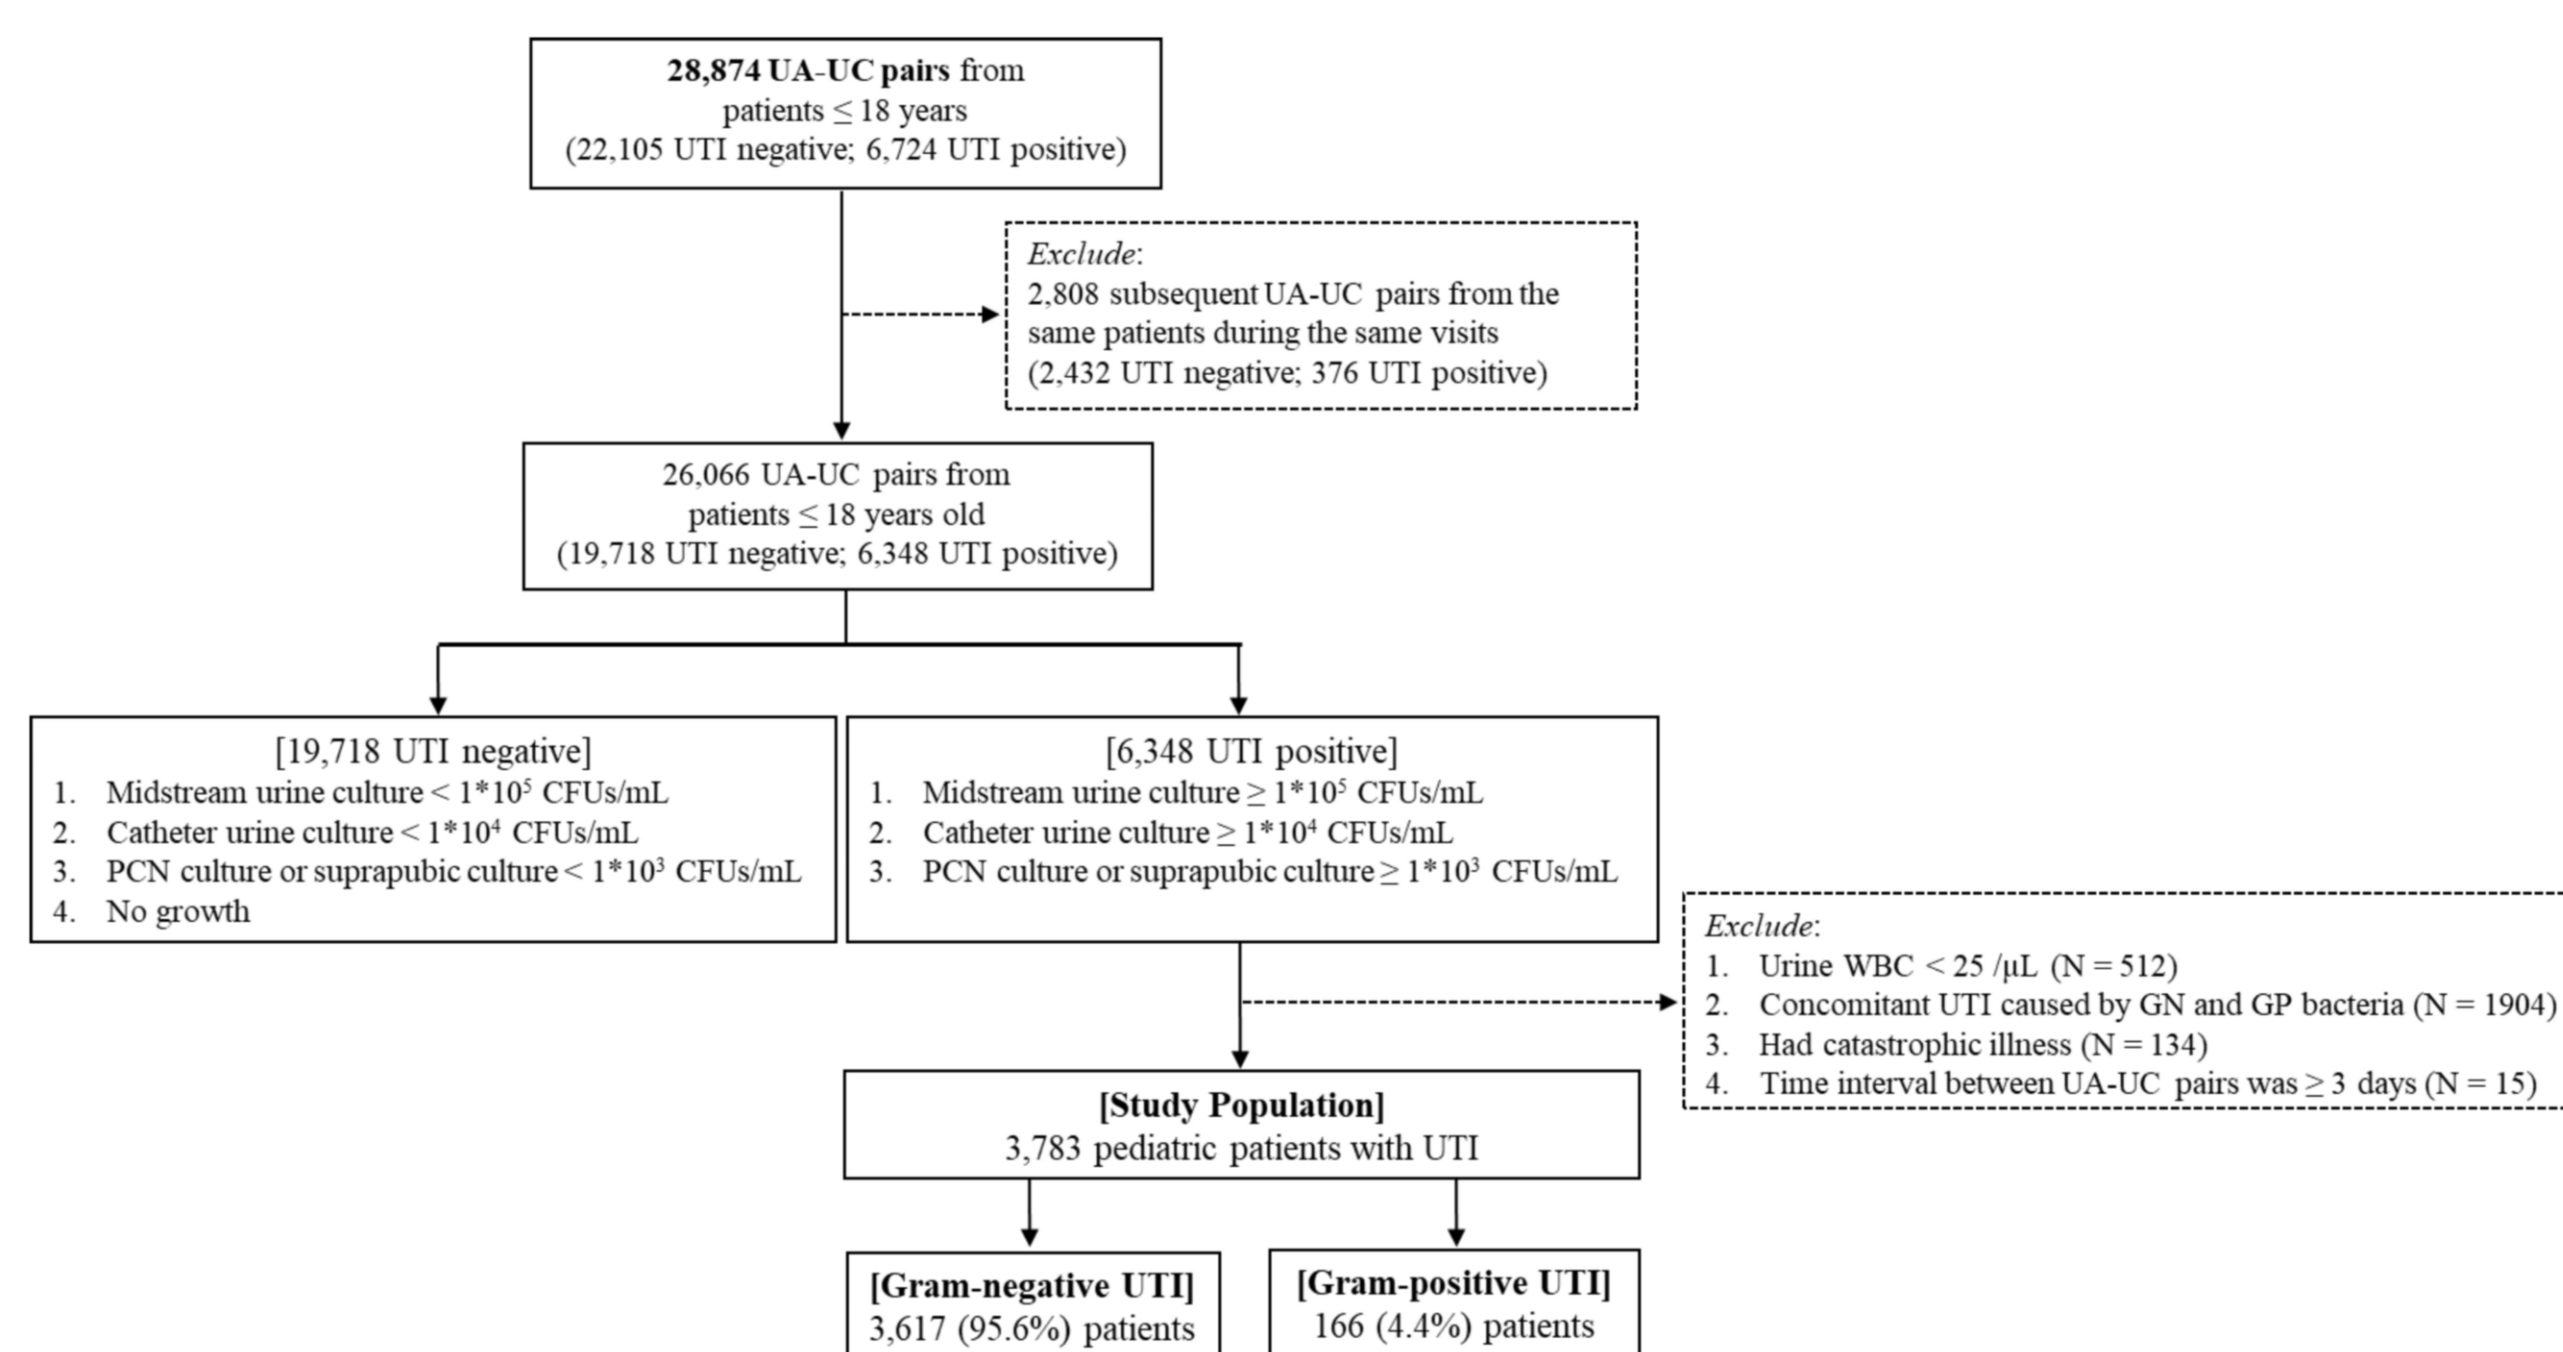 28,874 UA-UC pairs from
patients ≤ 18 years
(22,105 UTI negative; 6,724 UTI positive)
Exclude:
2,808 subsequent UA-UC pairs from the
same patients during the same visits
(2,432 UTI negative; 376 UTI positive)
26,066 UA-UC pairs from
patients ≤ 18 years old
(19,718 UTI negative; 6,348 UTI positive)
[19,718 UTI negative]
1. Midstream urine culture < 1*10⁵ CFUs/mL
2. Catheter urine culture < 1*10⁴ CFUs/mL
3. PCN culture or suprapubic culture < 1*10³ CFUs/mL
4. No growth
[6,348 UTI positive]
1. Midstream urine culture ≥ 1*10⁵ CFUs/mL
2. Catheter urine culture ≥ 1*10⁴ CFUs/mL
3. PCN culture or suprapubic culture ≥ 1*10³ CFUs/mL
Exclude:
1. Urine WBC < 25 /μL (N = 512)
2. Concomitant UTI caused by GN and GP bacteria (N = 1904)
3. Had catastrophic illness (N = 134)
4. Time interval between UA-UC pairs was ≥ 3 days (N = 15)
[Study Population]
3,783 pediatric patients with UTI
[Gram-negative UTI]
3,617 (95.6%) patients
[Gram-positive UTI]
166 (4.4%) patients